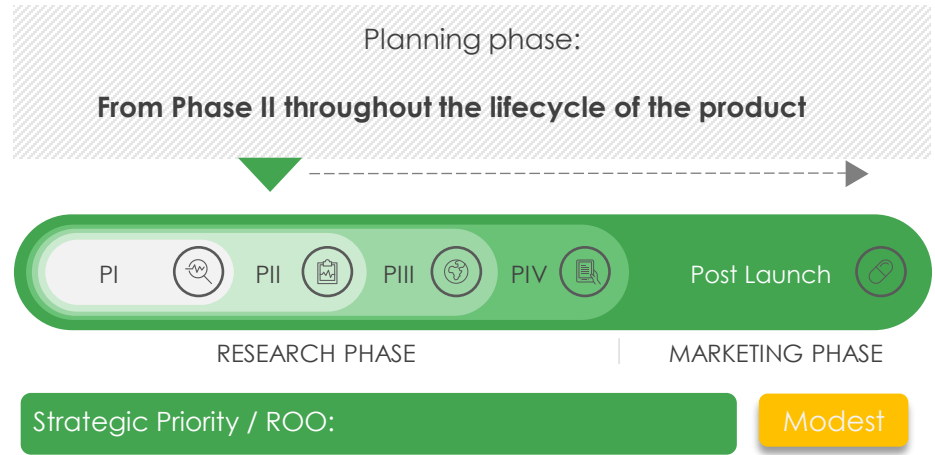 Planning phase:
From Phase II throughout the lifecycle of the product
PI PII PIII PIV Post Launch
RESEARCH PHASE MARKETING PHASE
Strategic Priority / ROO: Modest